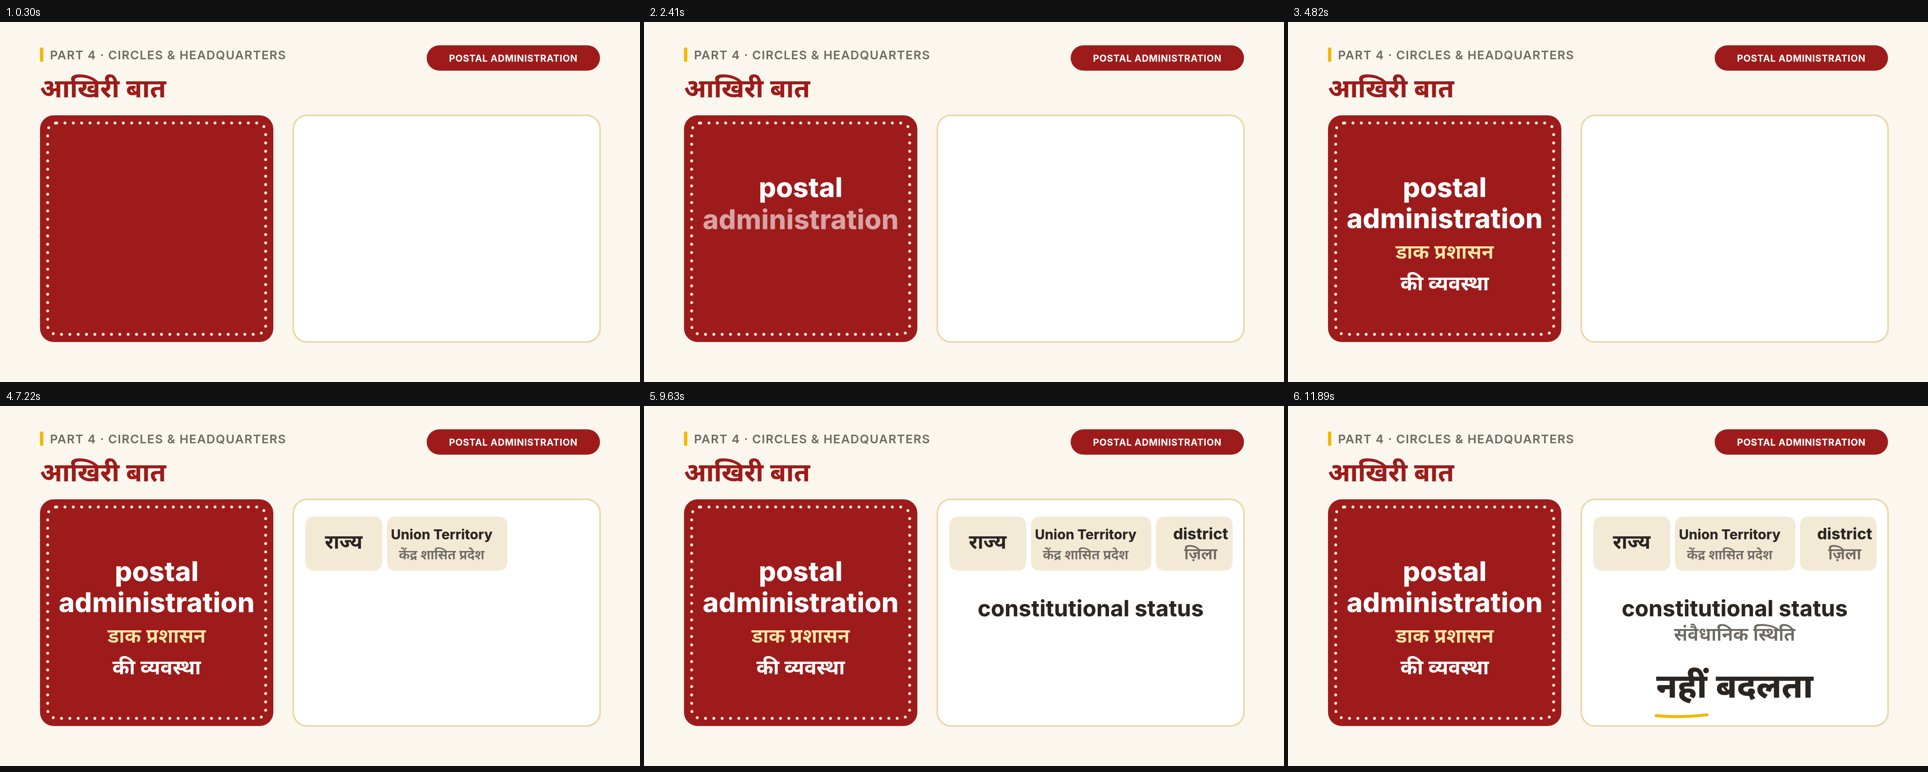 1. 0.30s
PART 4 · CIRCLES & HEADQUARTERS
POSTAL ADMINISTRATION
आखिरी बात
2. 2.41s
PART 4 · CIRCLES & HEADQUARTERS
POSTAL ADMINISTRATION
आखिरी बात
postal
administration
3. 4.82s
PART 4 · CIRCLES & HEADQUARTERS
POSTAL ADMINISTRATION
आखिरी बात
postal
administration
डाक प्रशासन
की व्यवस्था
4. 7.22s
PART 4 · CIRCLES & HEADQUARTERS
POSTAL ADMINISTRATION
आखिरी बात
postal
administration
डाक प्रशासन
की व्यवस्था
राज्य
Union Territory
केंद्र शासित प्रदेश
5. 9.63s
PART 4 · CIRCLES & HEADQUARTERS
POSTAL ADMINISTRATION
आखिरी बात
postal
administration
डाक प्रशासन
की व्यवस्था
राज्य
Union Territory
केंद्र शासित प्रदेश
district
ज़िला
constitutional status
6. 11.89s
PART 4 · CIRCLES & HEADQUARTERS
POSTAL ADMINISTRATION
आखिरी बात
postal
administration
डाक प्रशासन
की व्यवस्था
राज्य
Union Territory
केंद्र शासित प्रदेश
district
ज़िला
constitutional status
संवैधानिक स्थिति
नहीं बदलता